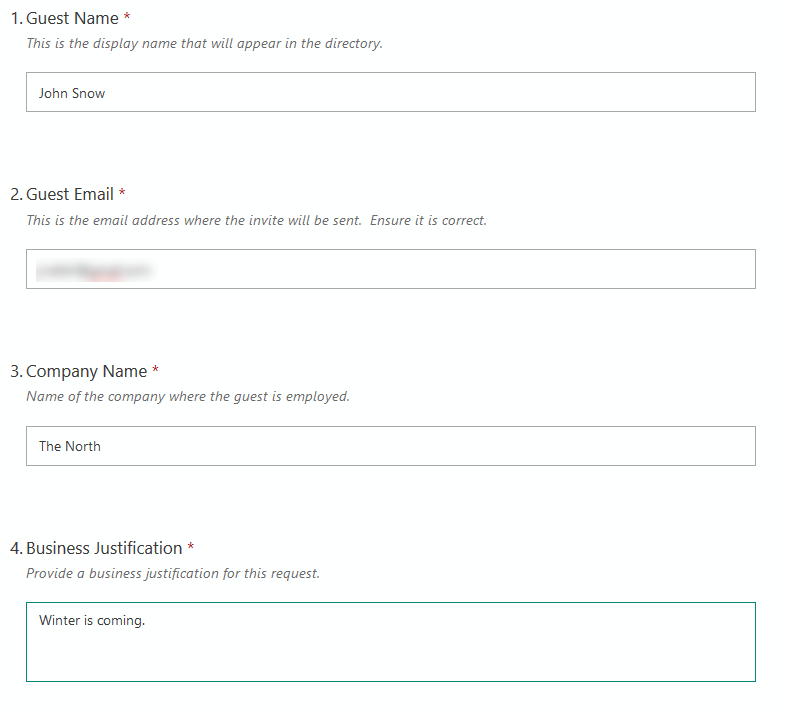 1. Guest Name *
This is the display name that will appear in the directory.
John Snow
2. Guest Email *
This is the email address where the invite will be sent.  Ensure it is correct.
3. Company Name *
Name of the company where the guest is employed.
The North
4. Business Justification *
Provide a business justification for this request.
Winter is coming.